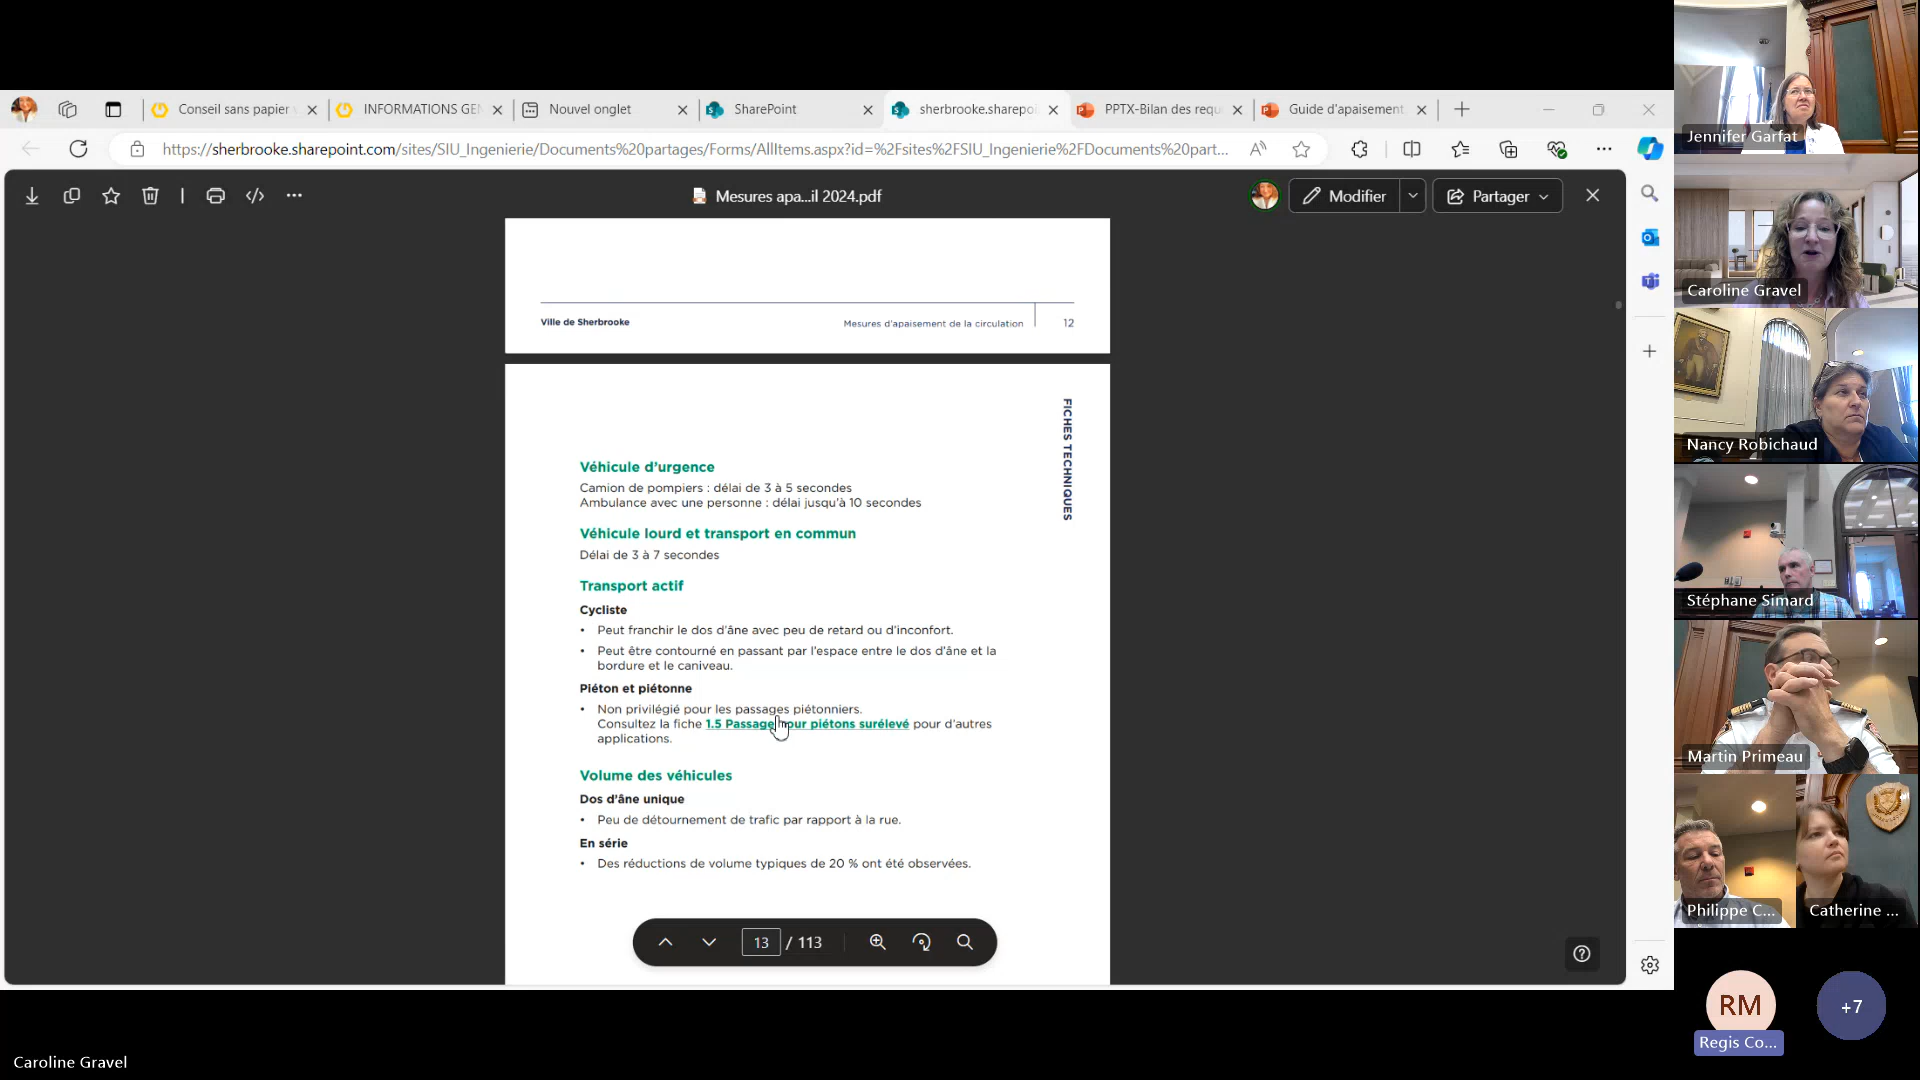 Conseil sans papier
INFORMATIONS GE
Nouvel onglet
SharePoint
sherbrooke.sharepoi
PPTX-Bilan des requ
Guide d'apaisement
https://sherbrooke.sharepoint.com/sites/SIU_Ingenierie/Documents%20partages/Forms/AllItems.aspx?id=%2Fsites%2FSIU_Ingenierie%2FDocuments%20part...
Mesures apa...il 2024.pdf
Modifier
Partager
Ville de Sherbrooke
Mesures d'apaisement de la circulation
12
FICHES TECHNIQUES
Véhicule d'urgence
Camion de pompiers : délai de 3 à 5 secondes
Ambulance avec une personne : délai jusqu'à 10 secondes
Véhicule lourd et transport en commun
Délai de 3 à 7 secondes
Transport actif
Cycliste
• Peut franchir le dos d'âne avec peu de retard ou d'inconfort.
• Peut être contourné en passant par l'espace entre le dos d'âne et la
bordure et le caniveau.
Piéton et piétonne
• Non privilégié pour les passages piétonniers.
Consultez la fiche 1.5 Passage pour piétons surélevé pour d'autres
applications.
Volume des véhicules
Dos d'âne unique
• Peu de détournement de trafic par rapport à la rue.
En série
• Des réductions de volume typiques de 20 % ont été observées.
13 / 113
Jennifer Garfat
Caroline Gravel
Nancy Robichaud
Stéphane Simard
Martin Primeau
Philippe C...
Catherine ...
RM
Regis Co...
+7
Caroline Gravel